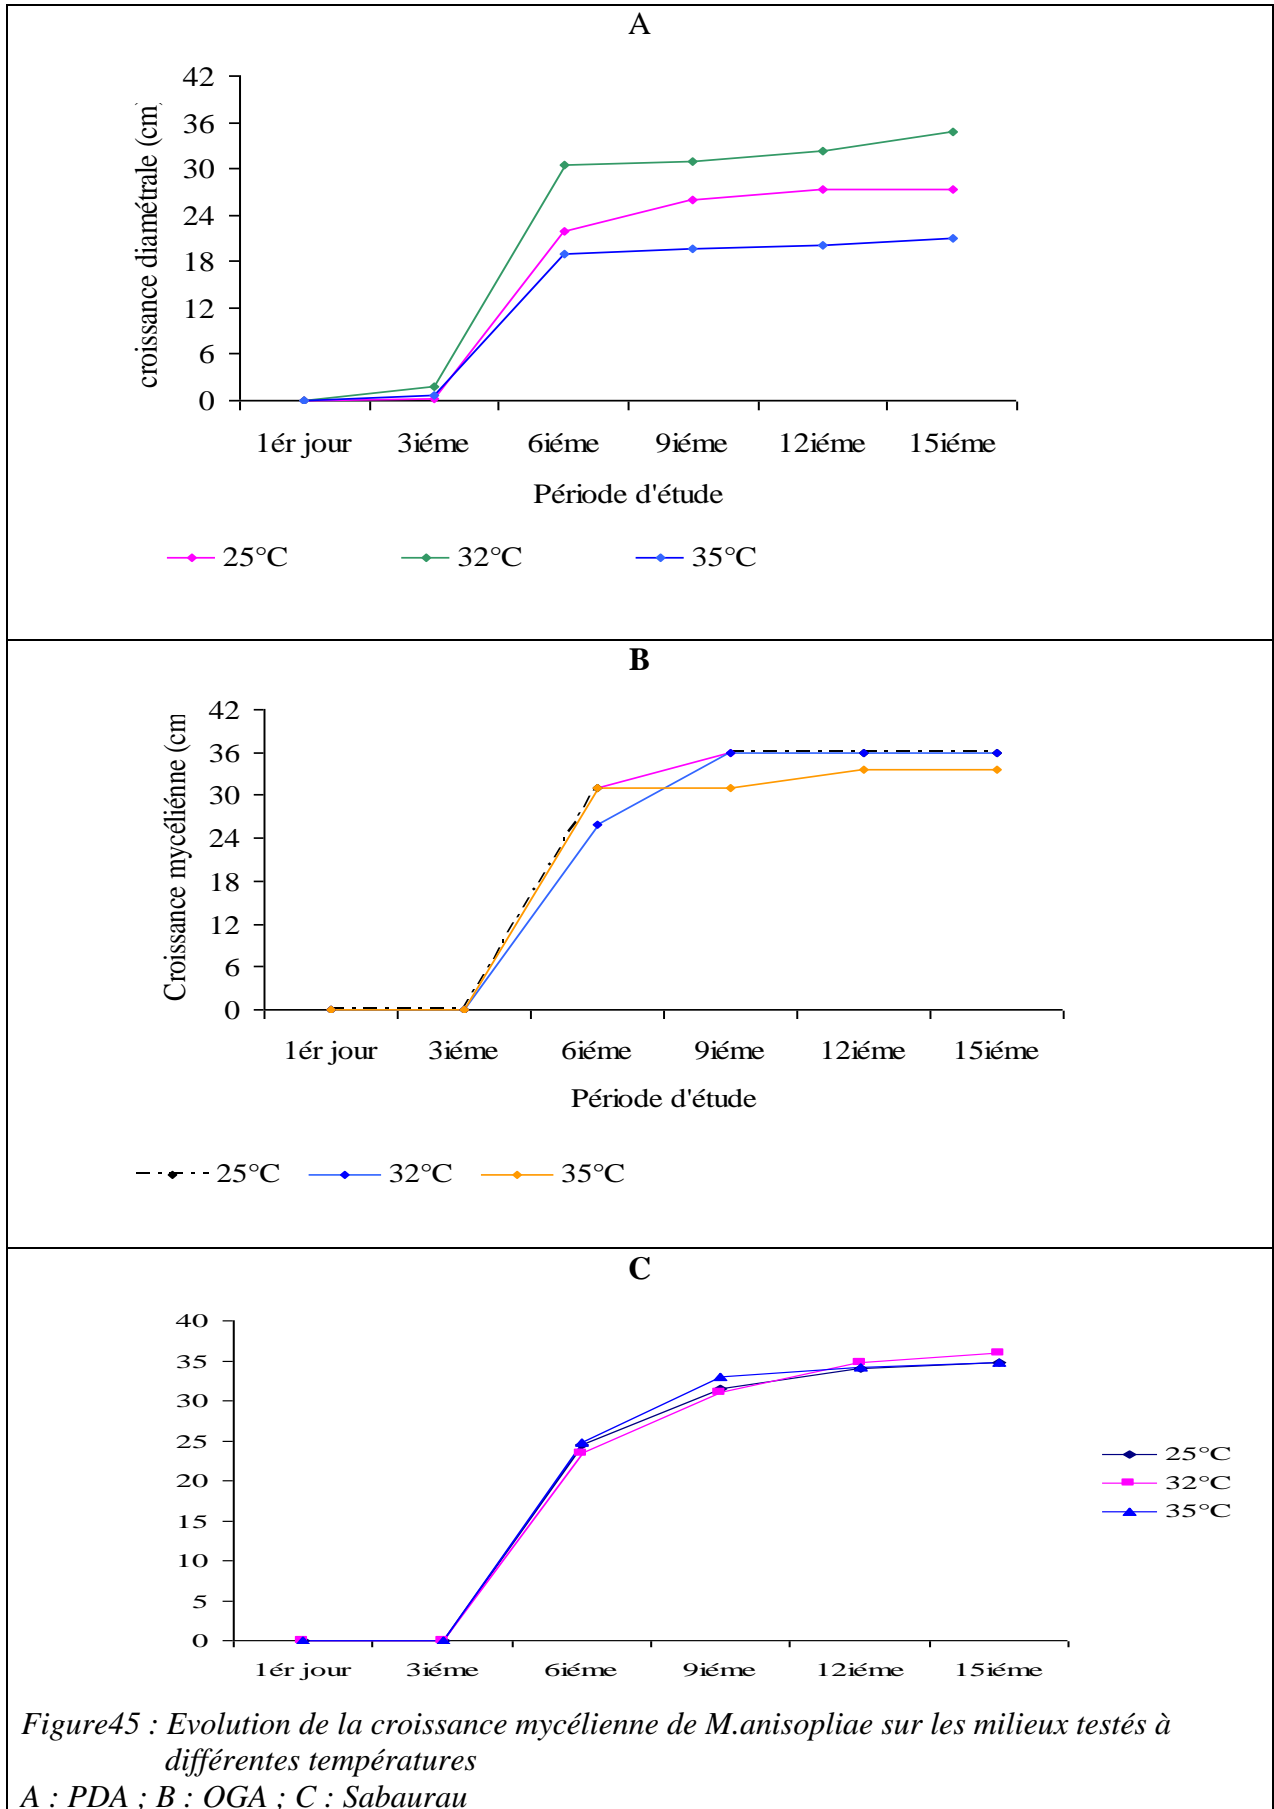 A
42
36
30
24
18
12
6
0
croissance diamétrale (cm)
1ér jour 3iéme 6iéme 9iéme 12iéme 15iéme
Période d'étude
25°C 32°C 35°C
B
42
36
30
24
18
12
6
0
Croissance mycéliénne (cm
1ér jour 3iéme 6iéme 9iéme 12iéme 15iéme
Période d'étude
25°C 32°C 35°C
C
40
35
30
25
20
15
10
5
0
1ér jour 3iéme 6iéme 9iéme 12iéme 15iéme
25°C
32°C
35°C
Figure45 : Evolution de la croissance mycélienne de M.anisopliae sur les milieux testés à
différentes températures
A : PDA ; B : OGA ; C : Sabaurau